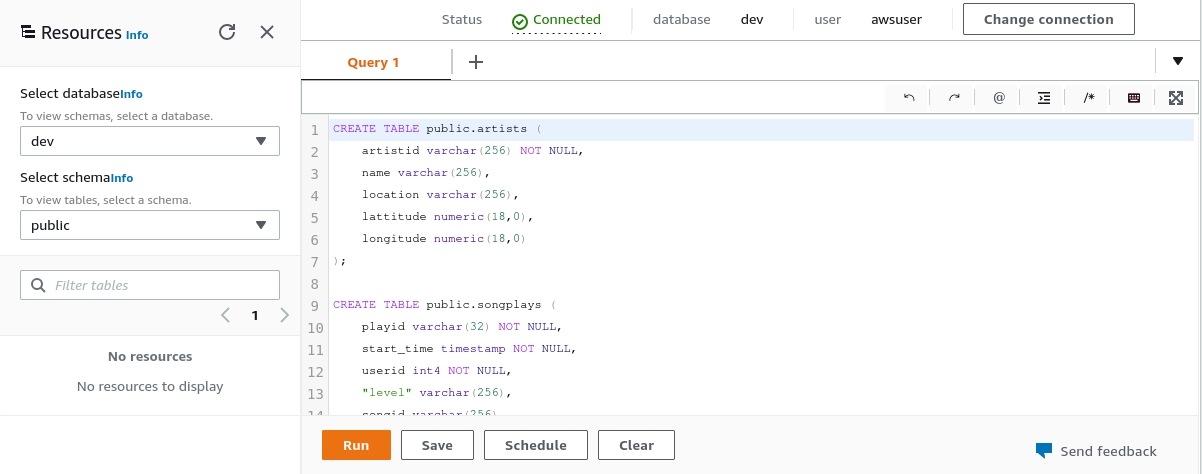 Resources Info
Select databaseInfo
To view schemas, select a database.
dev
Select schemaInfo
To view tables, select a schema.
public
Filter tables
1
No resources
No resources to display
Status Connected database dev user awsuser Change connection
Query 1
@ /*
1 CREATE TABLE public.artists (
2 artistid varchar(256) NOT NULL,
3 name varchar(256),
4 location varchar(256),
5 lattitude numeric(18,0),
6 longitude numeric(18,0)
7 );
8
9 CREATE TABLE public.songplays (
10 playid varchar(32) NOT NULL,
11 start_time timestamp NOT NULL,
12 userid int4 NOT NULL,
13 "level" varchar(256),
14 songid varchar(256)
Run Save Schedule Clear
Send feedback